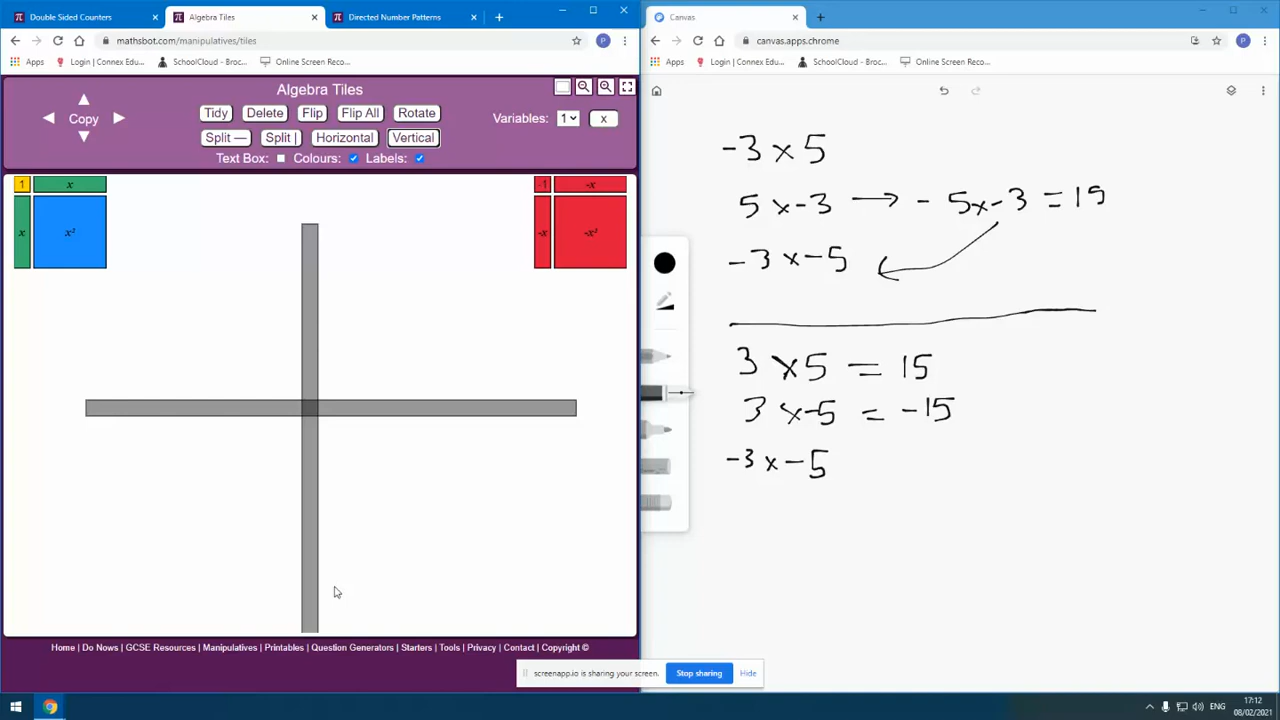 Double Sided Counters
Algebra Tiles
Directed Number Patterns
mathsbot.com/manipulatives/tiles
P
Apps
Login | Connex Edu...
SchoolCloud - Broc...
Online Screen Reco...
Algebra Tiles
Tidy
Delete
Flip
Flip All
Rotate
Copy
Split —
Split |
Horizontal
Vertical
Variables:
1
x
Text Box:
Colours:
Labels:
1
x
x
x²
-1
-x
-x
-x²
Home | Do Nows | GCSE Resources | Manipulatives | Printables | Question Generators | Starters | Tools | Privacy | Contact | Copyright ©
Canvas
canvas.apps.chrome
P
Apps
Login | Connex Edu...
SchoolCloud - Broc...
Online Screen Reco...
-3 x 5
5 x -3 → - 5x-3 = 15
-3 x -5
3 x 5 = 15
3 x -5 = -15
-3 x -5
screenapp.io is sharing your screen.
Stop sharing
Hide
ENG
17:12
08/02/2021